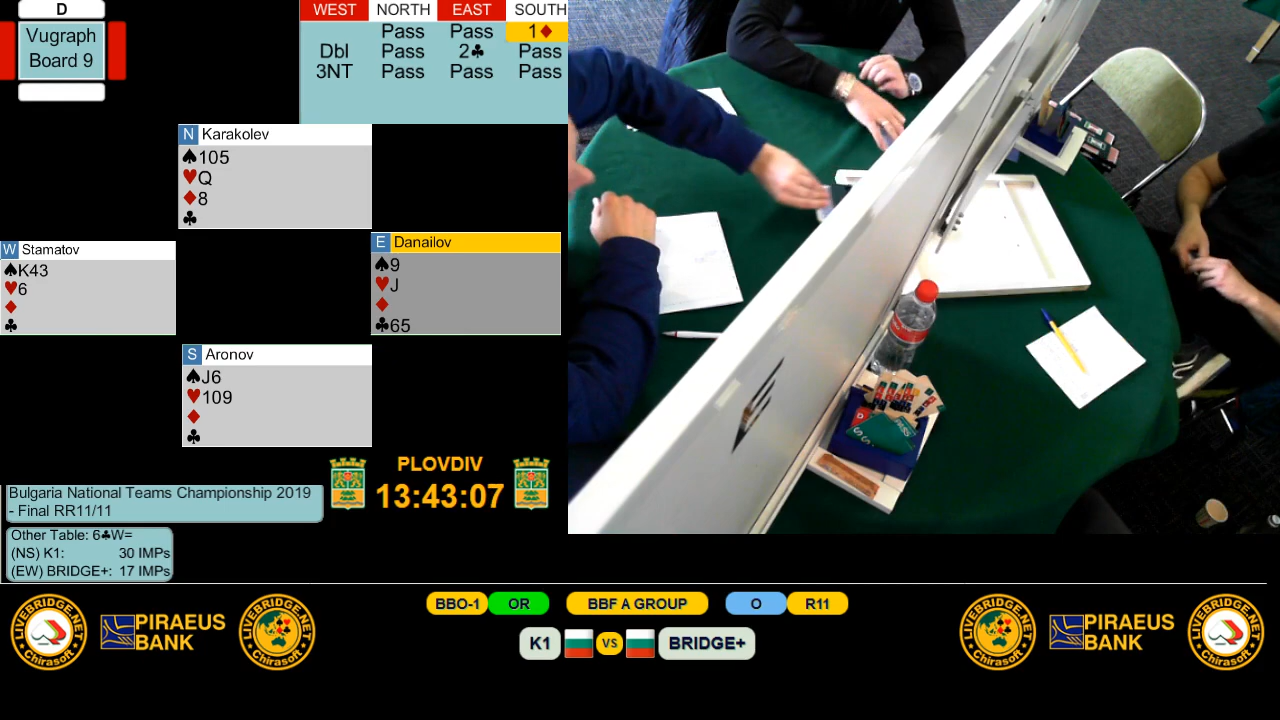 D
Vugraph
Board 9
WEST NORTH EAST SOUTH
Pass Pass 1♦
Dbl Pass 2♣ Pass
3NT Pass Pass Pass
N Karakolev
♠105
♥Q
♦8
♣
W Stamatov
♠K43
♥6
♦
♣
E Danailov
♠9
♥J
♦
♣65
S Aronov
♠J6
♥109
♦
♣
PLOVDIV
13:43:07
Bulgaria National Teams Championship 2019
- Final RR11/11
Other Table: 6♣W=
(NS) K1: 30 IMPs
(EW) BRIDGE+: 17 IMPs
BBO-1 OR BBF A GROUP O R11
K1 VS BRIDGE+
LIVEBRIDGE.NET
Chirasoft
PIRAEUS
BANK
LIVEBRIDGE.NET
Chirasoft
LIVEBRIDGE.NET
Chirasoft
PIRAEUS
BANK
LIVEBRIDGE.NET
Chirasoft